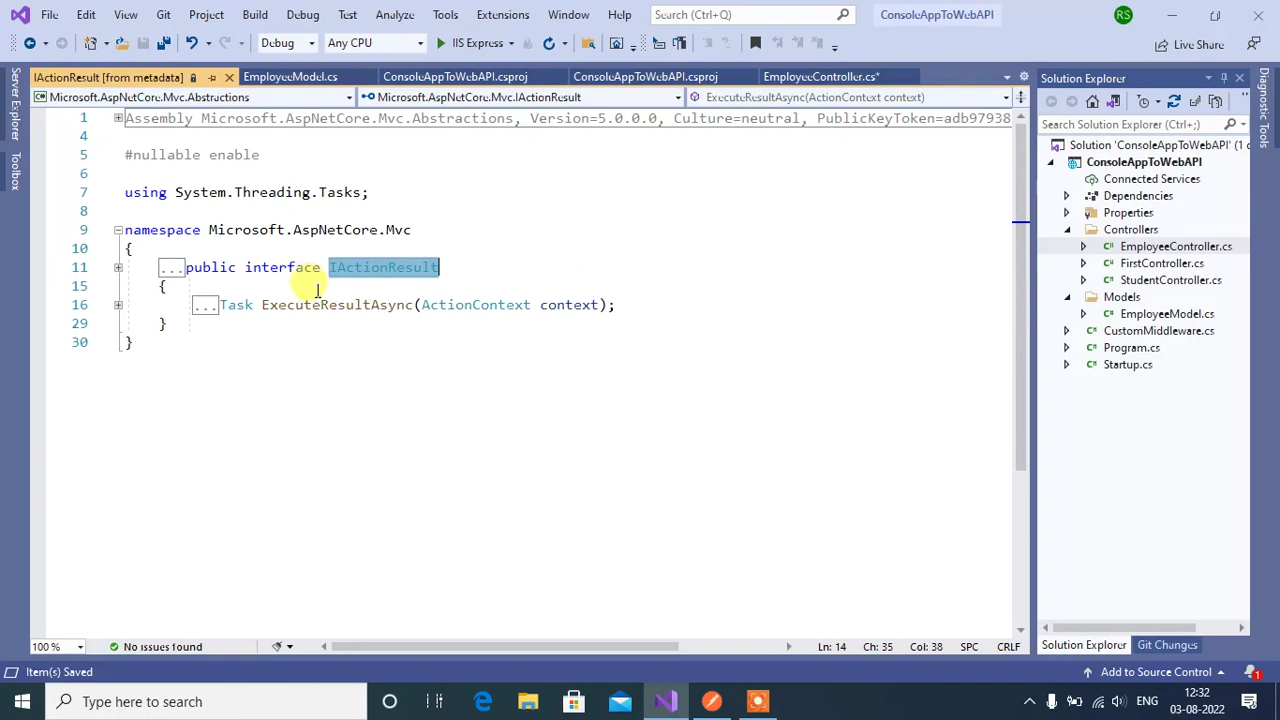 File Edit View Git Project Build Debug Test Analyze Tools Extensions Window Help Search (Ctrl+Q) ConsoleAppToWebAPI RS
Debug Any CPU IIS Express Live Share
IActionResult [from metadata] EmployeeModel.cs ConsoleAppToWebAPI.csproj ConsoleAppToWebAPI.csproj EmployeeController.cs*
Microsoft.AspNetCore.Mvc.Abstractions Microsoft.AspNetCore.Mvc.IActionResult ExecuteResultAsync(ActionContext context)
Server Explorer
Toolbox
1 Assembly Microsoft.AspNetCore.Mvc.Abstractions, Version=5.0.0.0, Culture=neutral, PublicKeyToken=adb97938
4
5 #nullable enable
6
7 using System.Threading.Tasks;
8
9 namespace Microsoft.AspNetCore.Mvc
10 {
11 ...public interface IActionResult
15 {
16 ...Task ExecuteResultAsync(ActionContext context);
29 }
30 }
100 % No issues found Ln: 14 Ch: 35 Col: 38 SPC CRLF
Solution Explorer
Search Solution Explorer (Ctrl+;)
Solution 'ConsoleAppToWebAPI' (1 o
ConsoleAppToWebAPI
Connected Services
Dependencies
Properties
Controllers
EmployeeController.cs
FirstController.cs
StudentController.cs
Models
EmployeeModel.cs
CustomMiddleware.cs
Program.cs
Startup.cs
Solution Explorer Git Changes
Diagnostic Tools
Item(s) Saved Add to Source Control 1
Type here to search ENG 12:32
03-08-2022